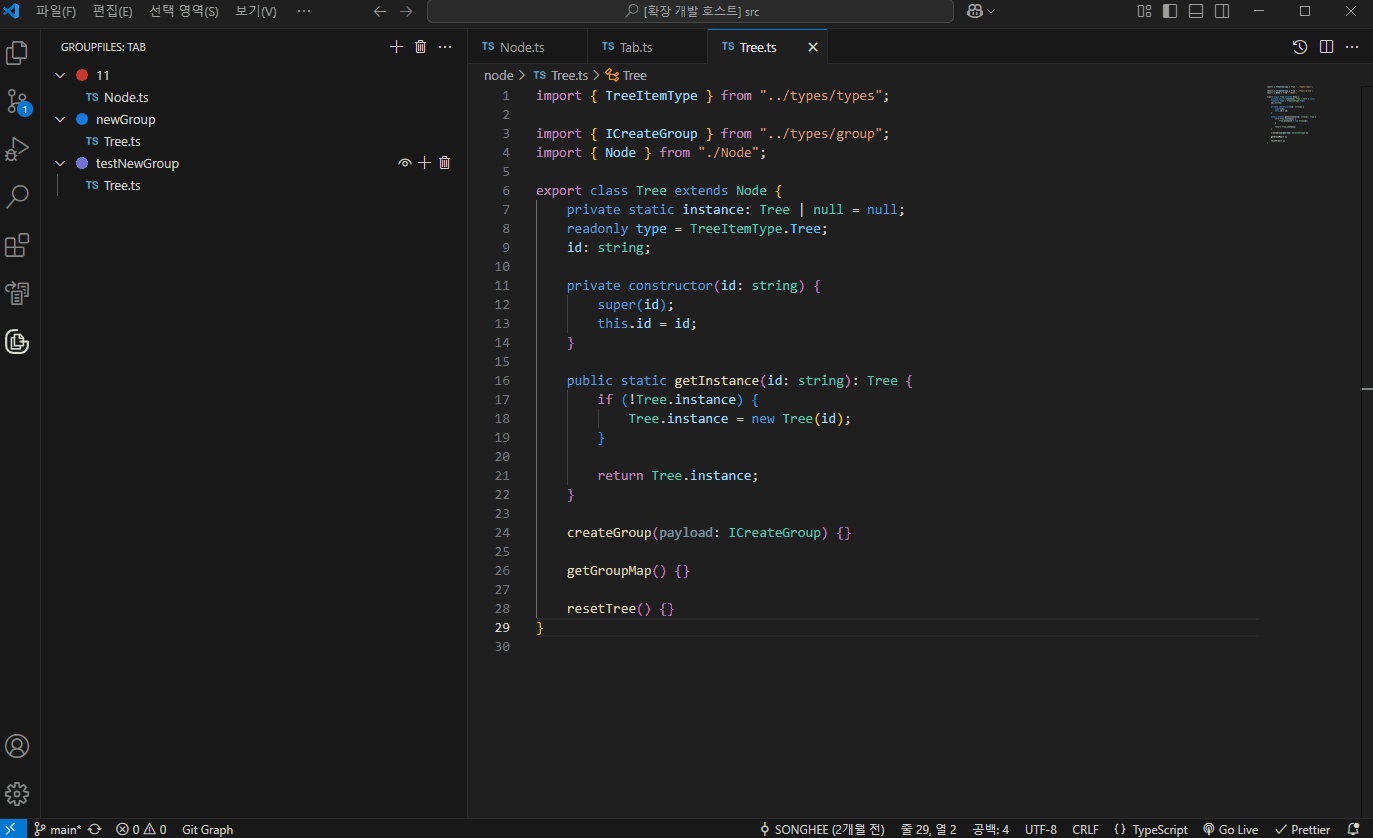 파일(F) 편집(E) 선택 영역(S) 보기(V) ··· [확장 개발 호스트] src
GROUPFILES: TAB
11
TS Node.ts
newGroup
TS Tree.ts
testNewGroup
TS Tree.ts
1
TS Node.ts TS Tab.ts TS Tree.ts
node > TS Tree.ts > Tree
1 import { TreeItemType } from "../types/types";
2
3 import { ICreateGroup } from "../types/group";
4 import { Node } from "./Node";
5
6 export class Tree extends Node {
7 private static instance: Tree | null = null;
8 readonly type = TreeItemType.Tree;
9 id: string;
10
11 private constructor(id: string) {
12 super(id);
13 this.id = id;
14 }
15
16 public static getInstance(id: string): Tree {
17 if (!Tree.instance) {
18 Tree.instance = new Tree(id);
19 }
20
21 return Tree.instance;
22 }
23
24 createGroup(payload: ICreateGroup) {}
25
26 getGroupMap() {}
27
28 resetTree() {}
29 }
30
main* 0 0 Git Graph SONGHEE (2개월 전) 줄 29, 열 2 공백: 4 UTF-8 CRLF { } TypeScript Go Live Prettier